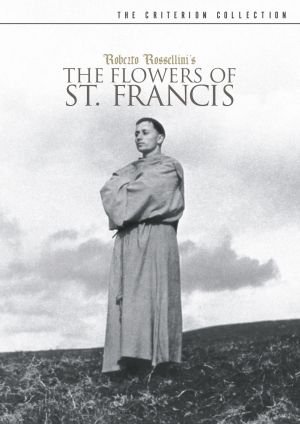 THE CRITERION COLLECTION
Roberto Rossellini's
THE FLOWERS OF
ST. FRANCIS